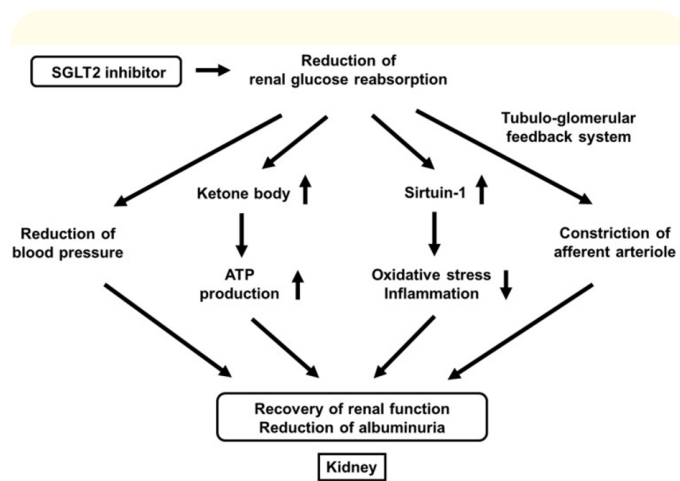 SGLT2 inhibitor
Reduction of
renal glucose reabsorption
Tubulo-glomerular
feedback system
Ketone body
Sirtuin-1
Reduction of
blood pressure
Constriction of
afferent arteriole
ATP
production
Oxidative stress
Inflammation
Recovery of renal function
Reduction of albuminuria
Kidney